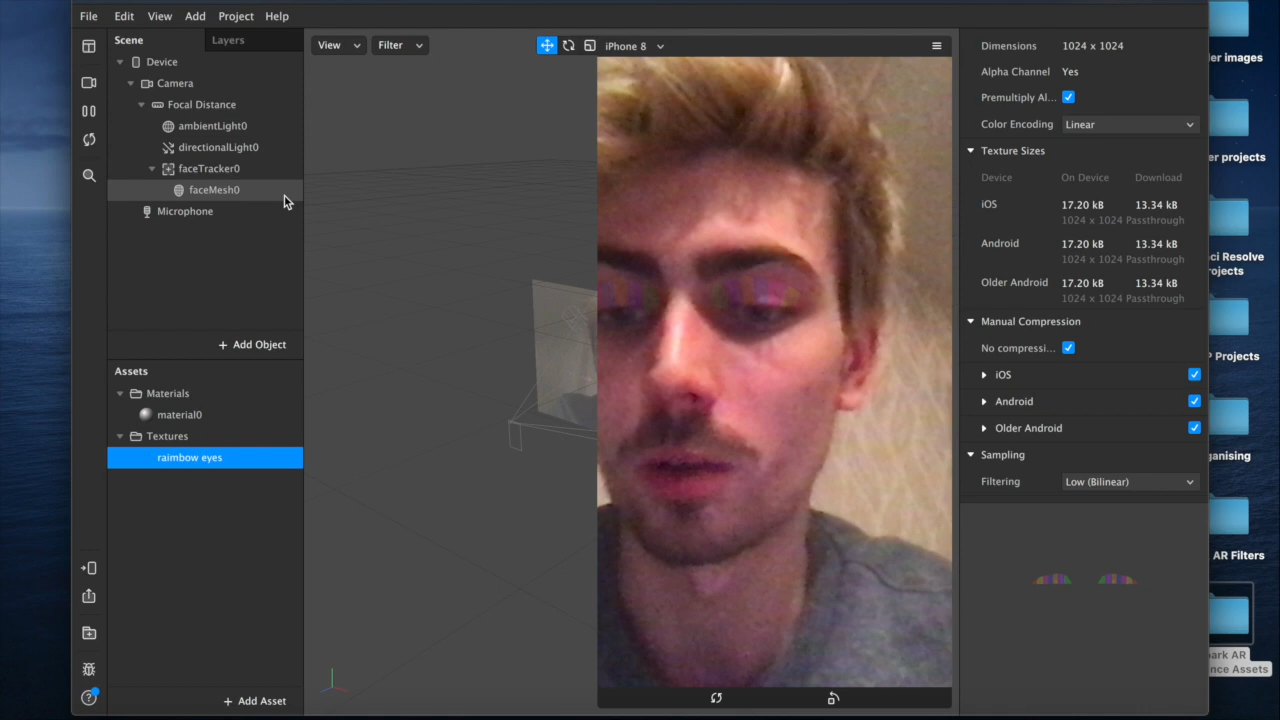 File Edit View Add Project Help
Scene Layers
Device
Camera
Focal Distance
ambientLight0
directionalLight0
faceTracker0
faceMesh0
Microphone
+ Add Object
Assets
Materials
material0
Textures
raimbow eyes
+ Add Asset
View Filter
iPhone 8
Dimensions 1024 x 1024
Alpha Channel Yes
Premultiply Al...
Color Encoding Linear
Texture Sizes
Device On Device Download
iOS 17.20 kB 13.34 kB
1024 x 1024 Passthrough
Android 17.20 kB 13.34 kB
1024 x 1024 Passthrough
Older Android 17.20 kB 13.34 kB
1024 x 1024 Passthrough
Manual Compression
No compressi...
iOS
Android
Older Android
Sampling
Filtering Low (Bilinear)
er images
er projects
ci Resolve
rojects
P Projects
ganising
AR Filters
park AR
nce Assets